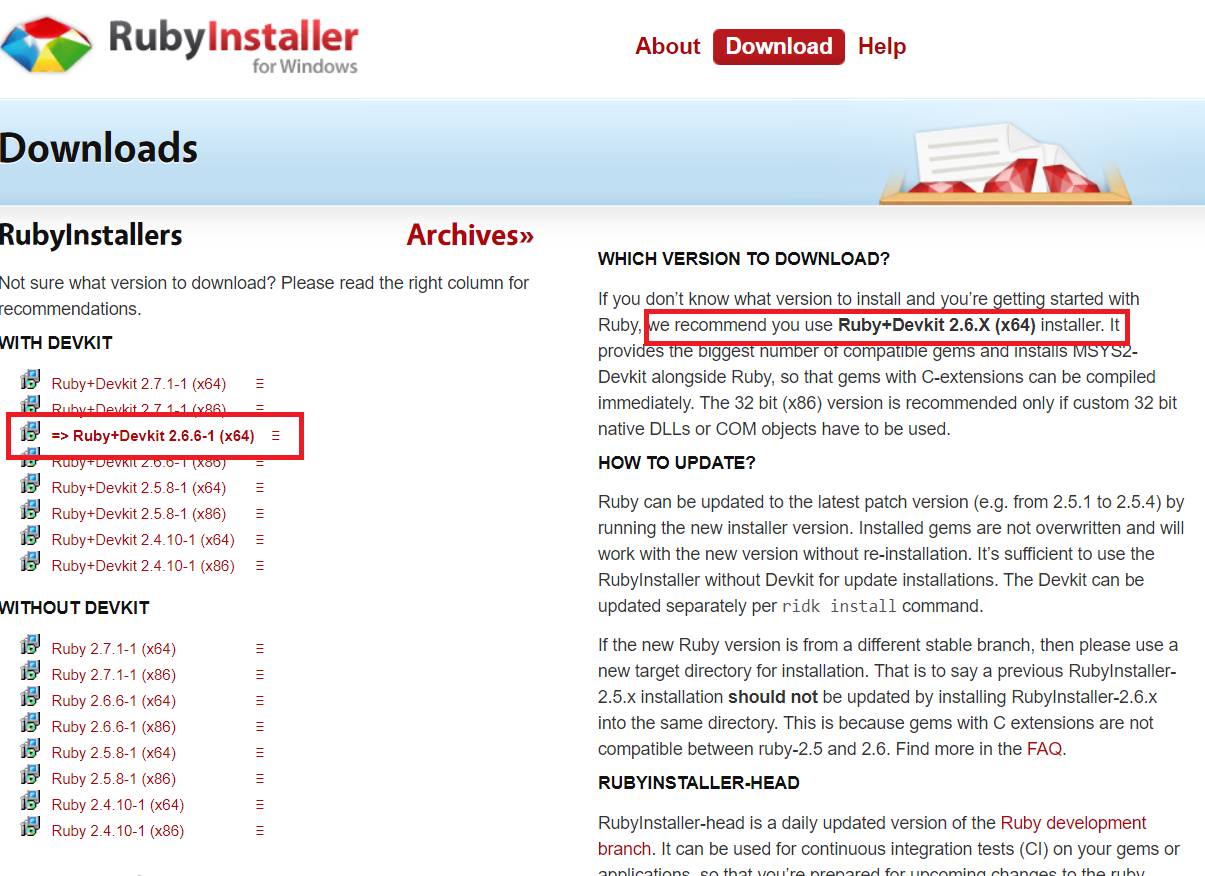 RubyInstaller
for Windows
About Download Help
Downloads
RubyInstallers
Archives»
Not sure what version to download? Please read the right column for
recommendations.
WITH DEVKIT
Ruby+Devkit 2.7.1-1 (x64)
Ruby+Devkit 2.7.1-1 (x86)
=> Ruby+Devkit 2.6.6-1 (x64)
Ruby+Devkit 2.6.6-1 (x86)
Ruby+Devkit 2.5.8-1 (x64)
Ruby+Devkit 2.5.8-1 (x86)
Ruby+Devkit 2.4.10-1 (x64)
Ruby+Devkit 2.4.10-1 (x86)
WITHOUT DEVKIT
Ruby 2.7.1-1 (x64)
Ruby 2.7.1-1 (x86)
Ruby 2.6.6-1 (x64)
Ruby 2.6.6-1 (x86)
Ruby 2.5.8-1 (x64)
Ruby 2.5.8-1 (x86)
Ruby 2.4.10-1 (x64)
Ruby 2.4.10-1 (x86)
WHICH VERSION TO DOWNLOAD?
If you don’t know what version to install and you’re getting started with
Ruby, we recommend you use Ruby+Devkit 2.6.X (x64) installer. It
provides the biggest number of compatible gems and installs MSYS2-
Devkit alongside Ruby, so that gems with C-extensions can be compiled
immediately. The 32 bit (x86) version is recommended only if custom 32 bit
native DLLs or COM objects have to be used.
HOW TO UPDATE?
Ruby can be updated to the latest patch version (e.g. from 2.5.1 to 2.5.4) by
running the new installer version. Installed gems are not overwritten and will
work with the new version without re-installation. It’s sufficient to use the
RubyInstaller without Devkit for update installations. The Devkit can be
updated separately per ridk install command.
If the new Ruby version is from a different stable branch, then please use a
new target directory for installation. That is to say a previous RubyInstaller-
2.5.x installation should not be updated by installing RubyInstaller-2.6.x
into the same directory. This is because gems with C extensions are not
compatible between ruby-2.5 and 2.6. Find more in the FAQ.
RUBYINSTALLER-HEAD
RubyInstaller-head is a daily updated version of the Ruby development
branch. It can be used for continuous integration tests (CI) on your gems or
applications, so that you’re prepared for upcoming changes to the ruby